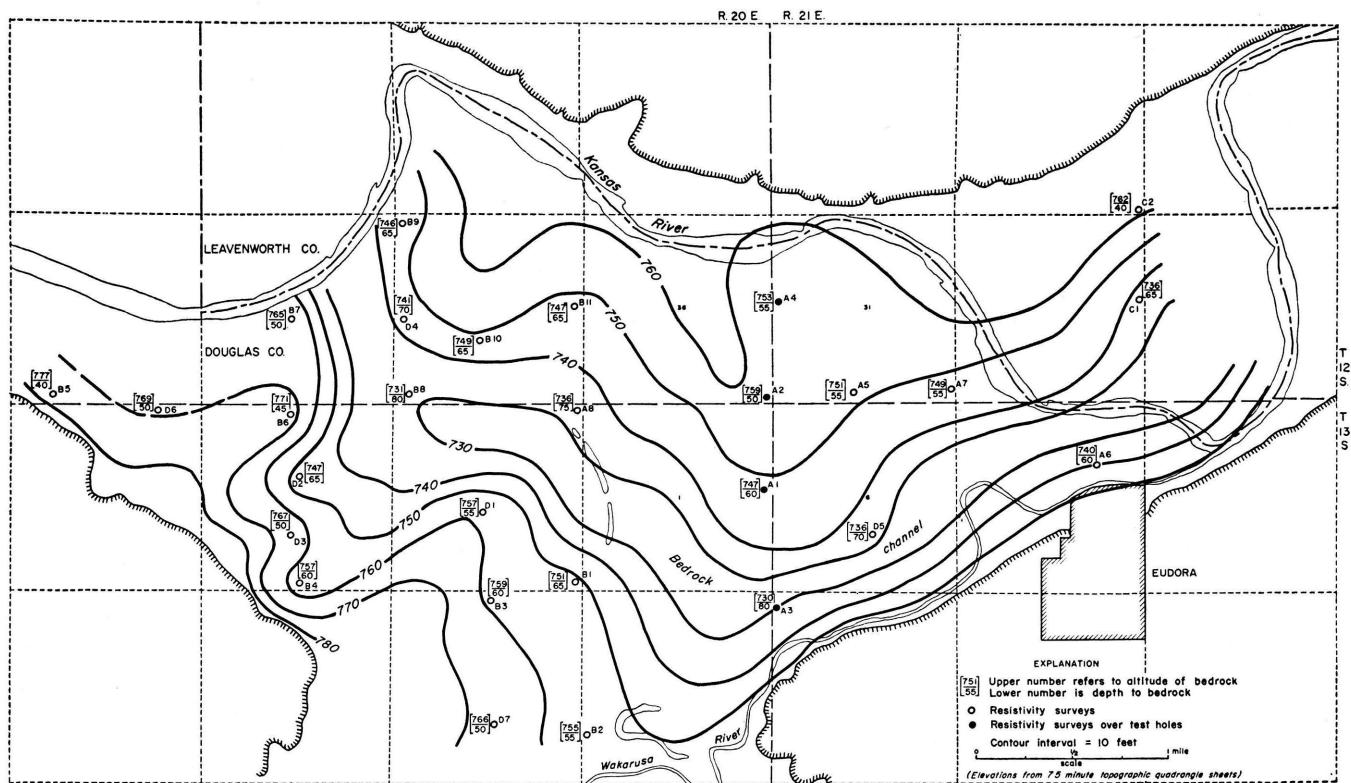 R. 20 E. R. 21 E.
Kansas
River
782
40
C2
746
65
B9
LEAVENWORTH CO.
760
736
65
C1
765
50
B7
741
70
D4
747
65
B11
753
55
A4
36
31
750
DOUGLAS CO.
749
65
B10
740
T
12
S.
777
40
B5
769
50
D6
771
45
B6
731
80
B8
736
75
A8
759
50
A2
751
55
A5
749
55
A7
T
13
S
730
740
60
A6
747
65
D2
740
747
60
A1
750
757
55
D1
1
6
767
50
D3
736
70
D5
channel
Bedrock
760
757
60
B4
751
65
B1
EUDORA
770
759
60
B3
730
80
A3
780
766
50
D7
755
55
B2
River
Wakarusa
EXPLANATION
751
55
Upper number refers to altitude of bedrock
Lower number is depth to bedrock
Resistivity surveys
Resistivity surveys over test holes
Contour interval = 10 feet
0 1/2 1 mile
scale
(Elevations from 7.5 minute topographic quadrangle sheets)